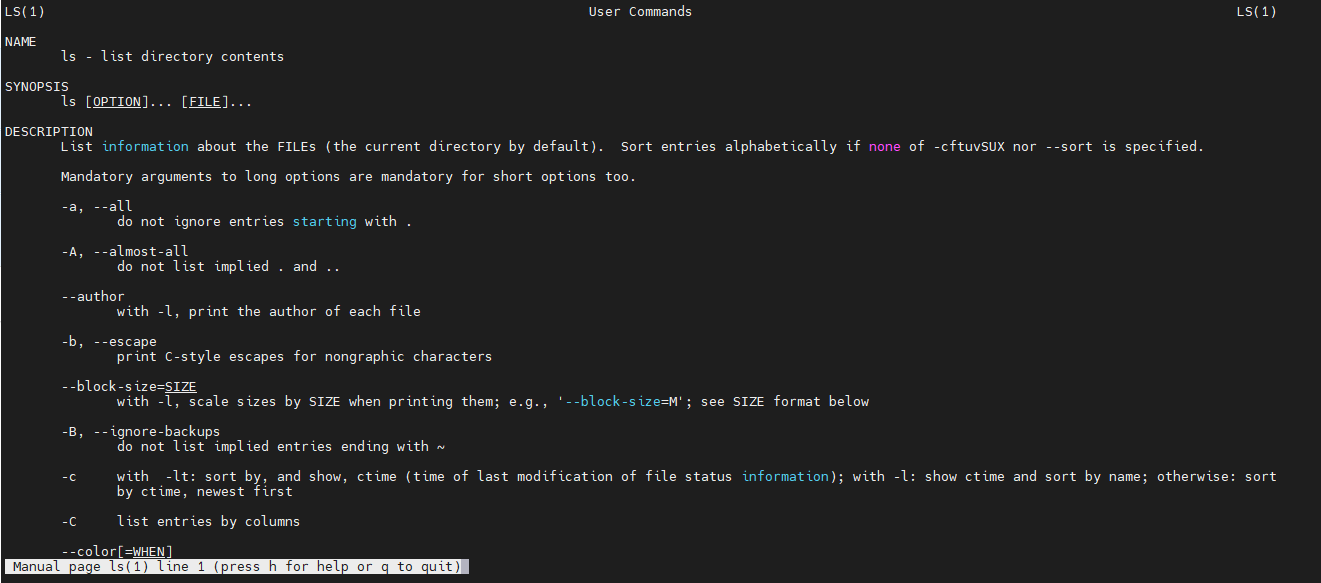 LS(1) User Commands LS(1)
NAME
ls - list directory contents
SYNOPSIS
ls [OPTION]... [FILE]...
DESCRIPTION
List information about the FILEs (the current directory by default).  Sort entries alphabetically if none of -cftuvSUX nor --sort is specified.
Mandatory arguments to long options are mandatory for short options too.
-a, --all
do not ignore entries starting with .
-A, --almost-all
do not list implied . and ..
--author
with -l, print the author of each file
-b, --escape
print C-style escapes for nongraphic characters
--block-size=SIZE
with -l, scale sizes by SIZE when printing them; e.g., '--block-size=M'; see SIZE format below
-B, --ignore-backups
do not list implied entries ending with ~
-c with  -lt: sort by, and show, ctime (time of last modification of file status information); with -l: show ctime and sort by name; otherwise: sort
by ctime, newest first
-C list entries by columns
--color[=WHEN]
Manual page ls(1) line 1 (press h for help or q to quit)